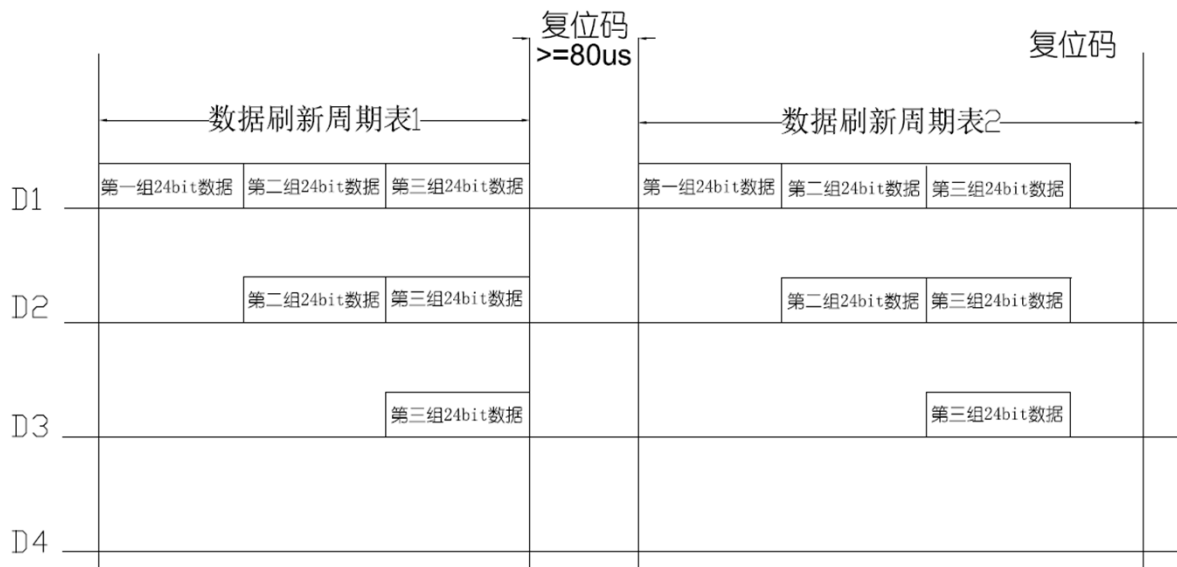 复位码
>=80us
复位码
数据刷新周期表1
数据刷新周期表2
D1
第一组24bit数据
第二组24bit数据
第三组24bit数据
第一组24bit数据
第二组24bit数据
第三组24bit数据
D2
第二组24bit数据
第三组24bit数据
第二组24bit数据
第三组24bit数据
D3
第三组24bit数据
第三组24bit数据
D4